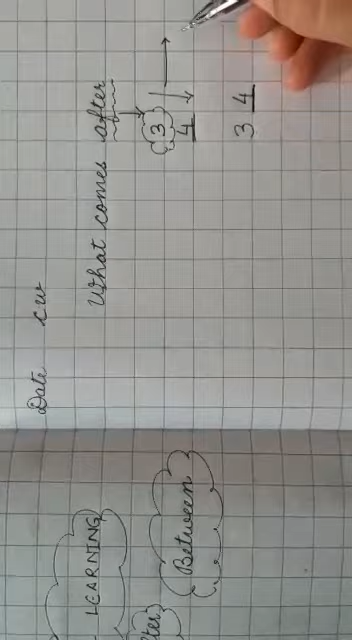 Date cw
What comes after
3 4
3 4
LEARNING
Between